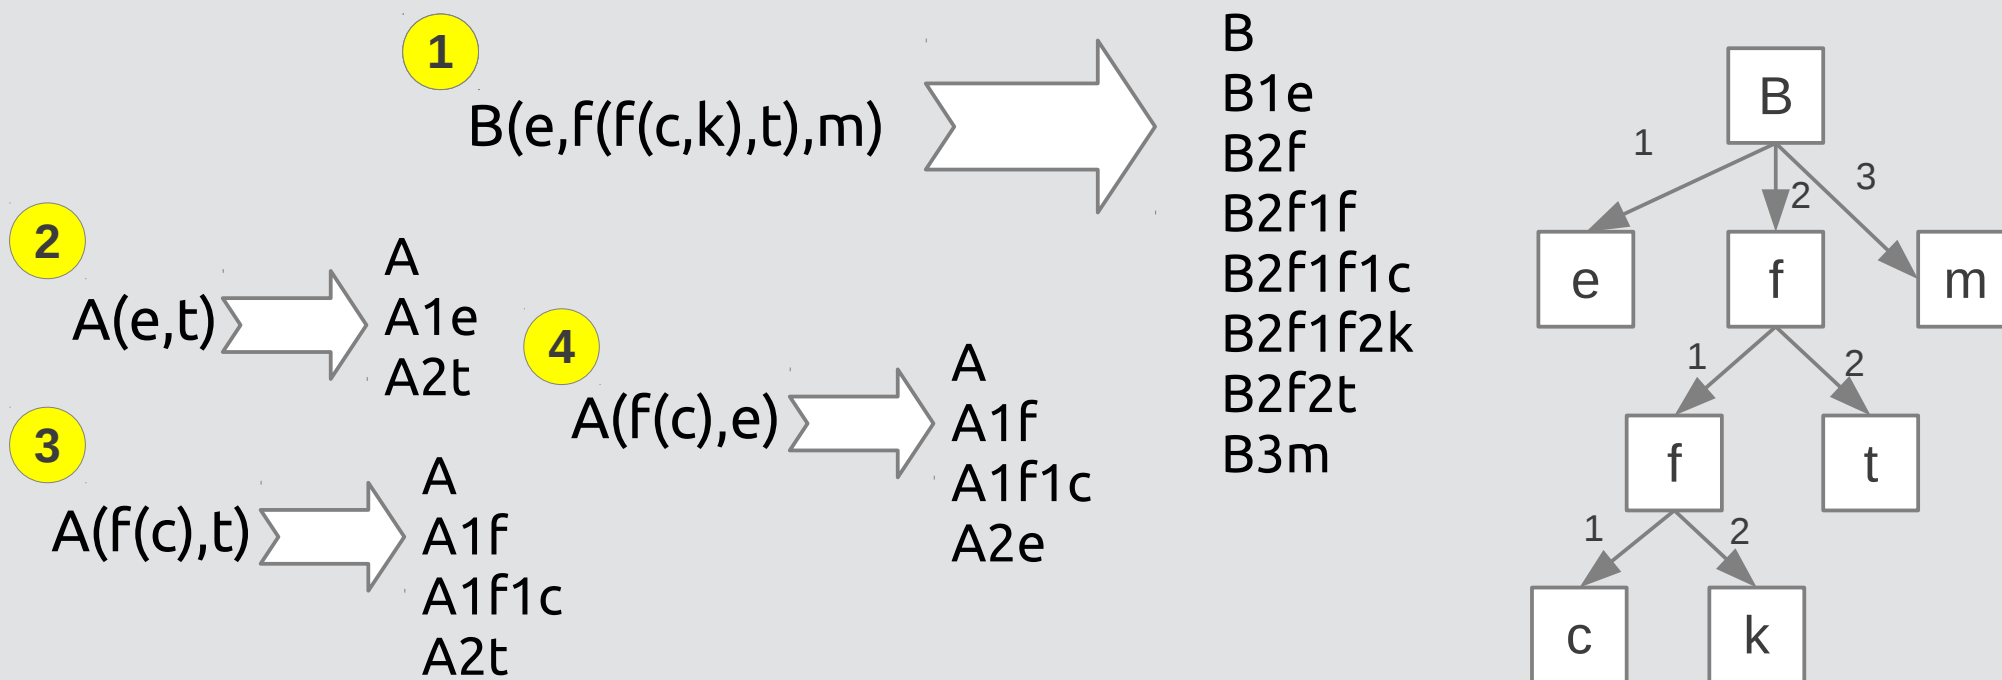 1
B(e,f(f(c,k),t),m)
B
B1e
B2f
B2f1f
B2f1f1c
B2f1f2k
B2f2t
B3m
2
A(e,t)
A
A1e
A2t
3
A(f(c),t)
A
A1f
A1f1c
A2t
4
A(f(c),e)
A
A1f
A1f1c
A2e
B
1
2
3
e
f
m
1
2
f
t
1
2
c
k